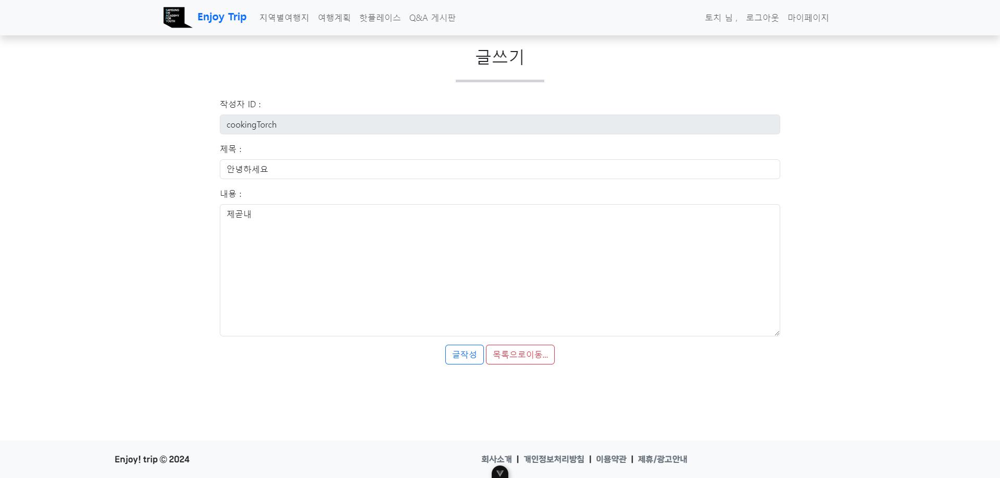 SAMSUNG
SW
ACADEMY
FOR
YOUTH
Enjoy Trip 지역별여행지 여행계획 핫플레이스 Q&A 게시판 토치 님 , 로그아웃 마이페이지
글쓰기
작성자 ID :
cookingTorch
제목 :
안녕하세요
내용 :
제곧내
글작성 목록으로이동...
Enjoy! trip © 2024 회사소개 | 개인정보처리방침 | 이용약관 | 제휴/광고안내